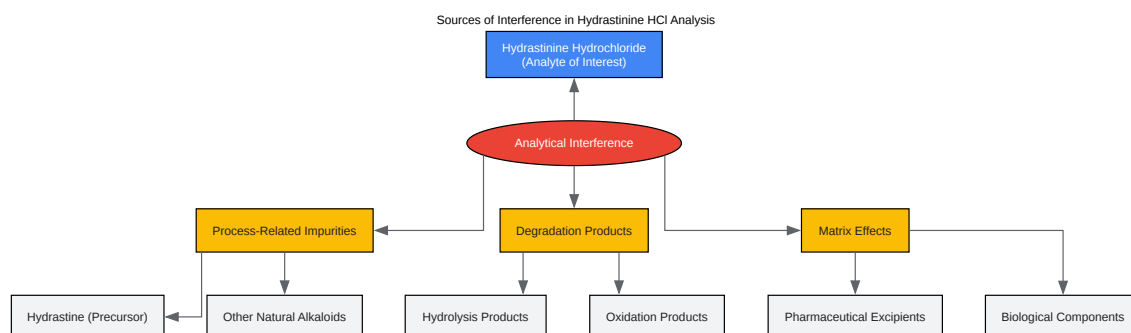 Sources of Interference in Hydrastinine HCl Analysis
Hydrastinine Hydrochloride
(Analyte of Interest)
Analytical Interference
Process-Related Impurities
Degradation Products
Matrix Effects
Hydrastine (Precursor)
Other Natural Alkaloids
Hydrolysis Products
Oxidation Products
Pharmaceutical Excipients
Biological Components